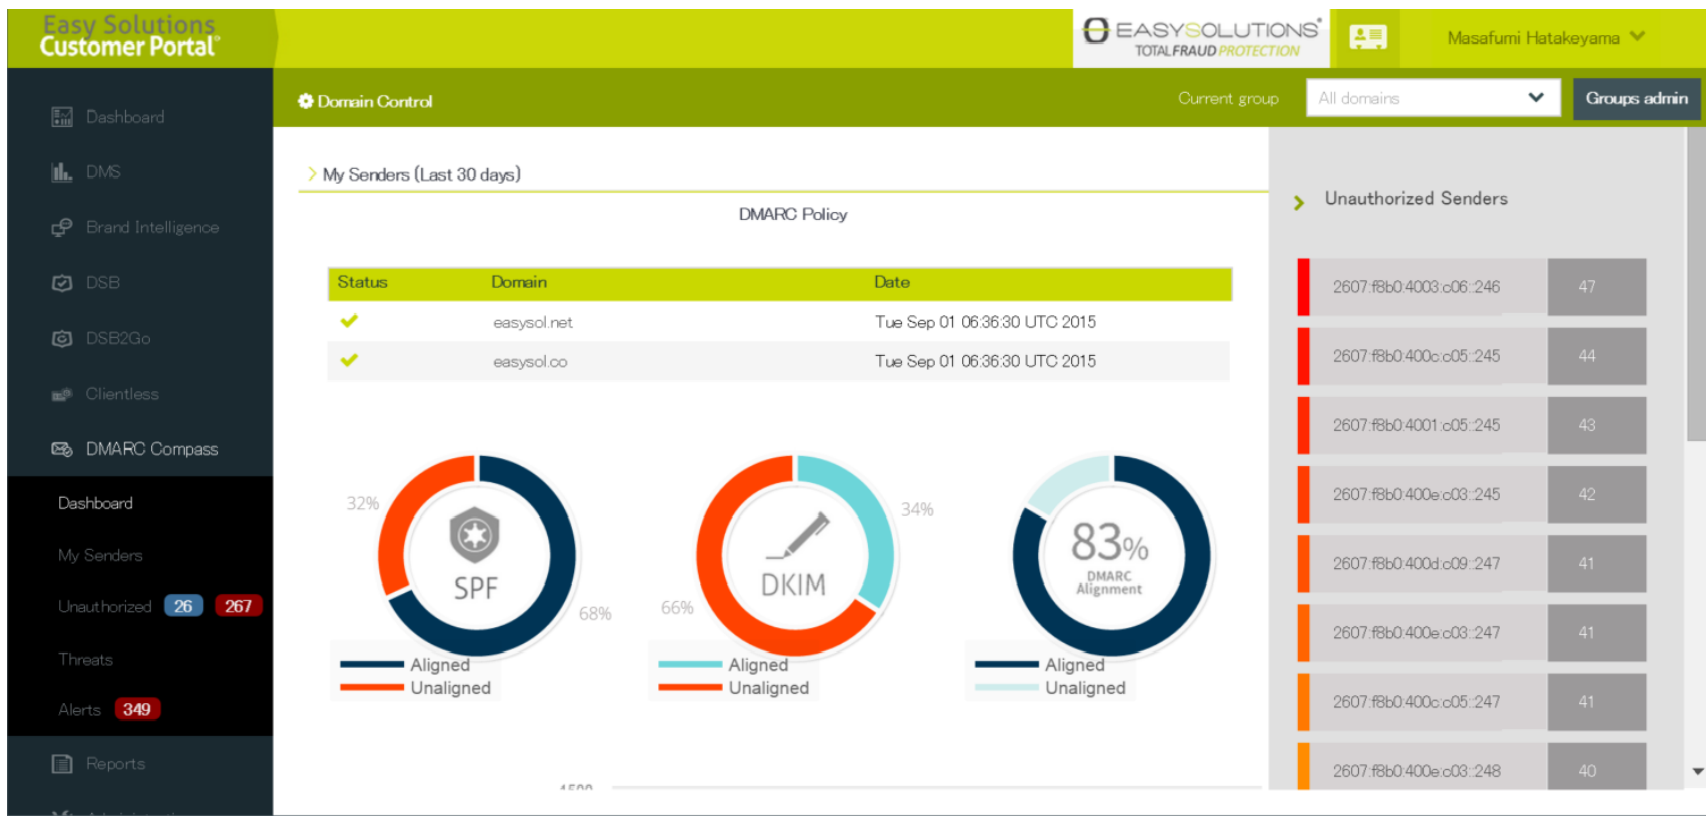 Easy Solutions
Customer Portal
EASYSOLUTIONS®
TOTAL FRAUD PROTECTION
Masafumi Hatakeyama
Domain Control
Current group
All domains
Groups admin
Dashboard
DMS
Brand Intelligence
DSB
DSB2Go
Clientless
DMARC Compass
Dashboard
My Senders
Unauthorized 26 267
Threats
Alerts 349
Reports
My Senders (Last 30 days)
DMARC Policy
Status Domain Date
easysol.net Tue Sep 01 06:36:30 UTC 2015
easysol.co Tue Sep 01 06:36:30 UTC 2015
32%
SPF
68%
Aligned
Unaligned
34%
DKIM
66%
Aligned
Unaligned
83%
DMARC
Alignment
Aligned
Unaligned
1500
Unauthorized Senders
2607:f8b0:4003:c06::246 47
2607:f8b0:400c:c05::245 44
2607:f8b0:4001:c05::245 43
2607:f8b0:400e:c03::245 42
2607:f8b0:400d:c09::247 41
2607:f8b0:400e:c03::247 41
2607:f8b0:400c:c05::247 41
2607:f8b0:400e:c03::248 40